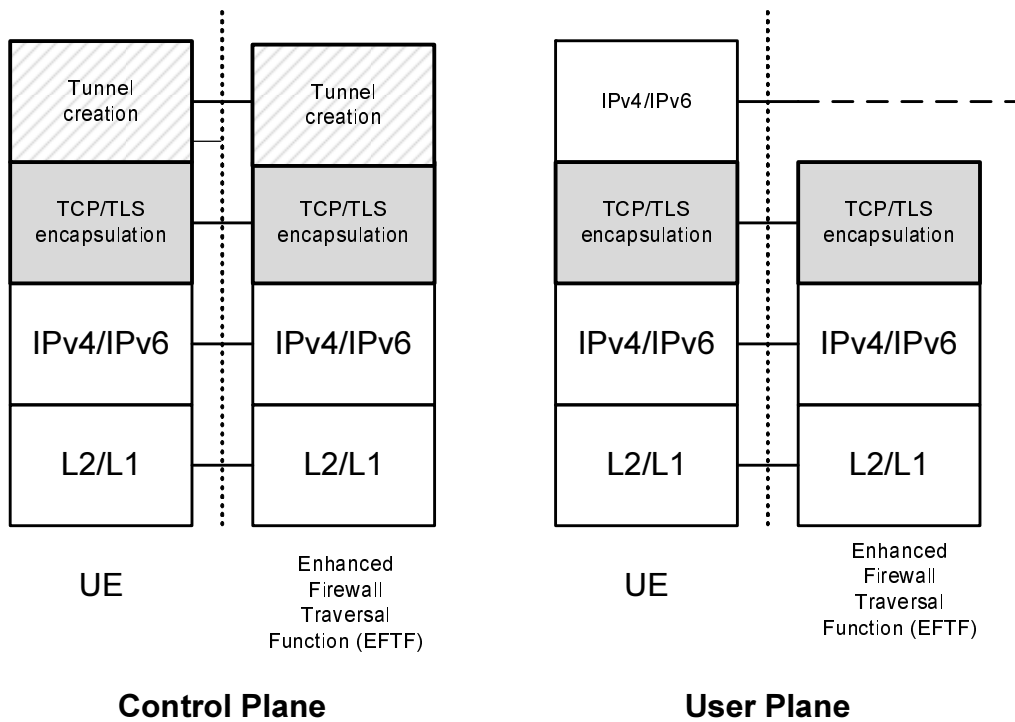 Tunnel
creation
Tunnel
creation
TCP/TLS
encapsulation
TCP/TLS
encapsulation
IPv4/IPv6
IPv4/IPv6
L2/L1
L2/L1
UE
Enhanced
Firewall
Traversal
Function (EFTF)
Control Plane
IPv4/IPv6
TCP/TLS
encapsulation
TCP/TLS
encapsulation
IPv4/IPv6
IPv4/IPv6
L2/L1
L2/L1
UE
Enhanced
Firewall
Traversal
Function (EFTF)
User Plane